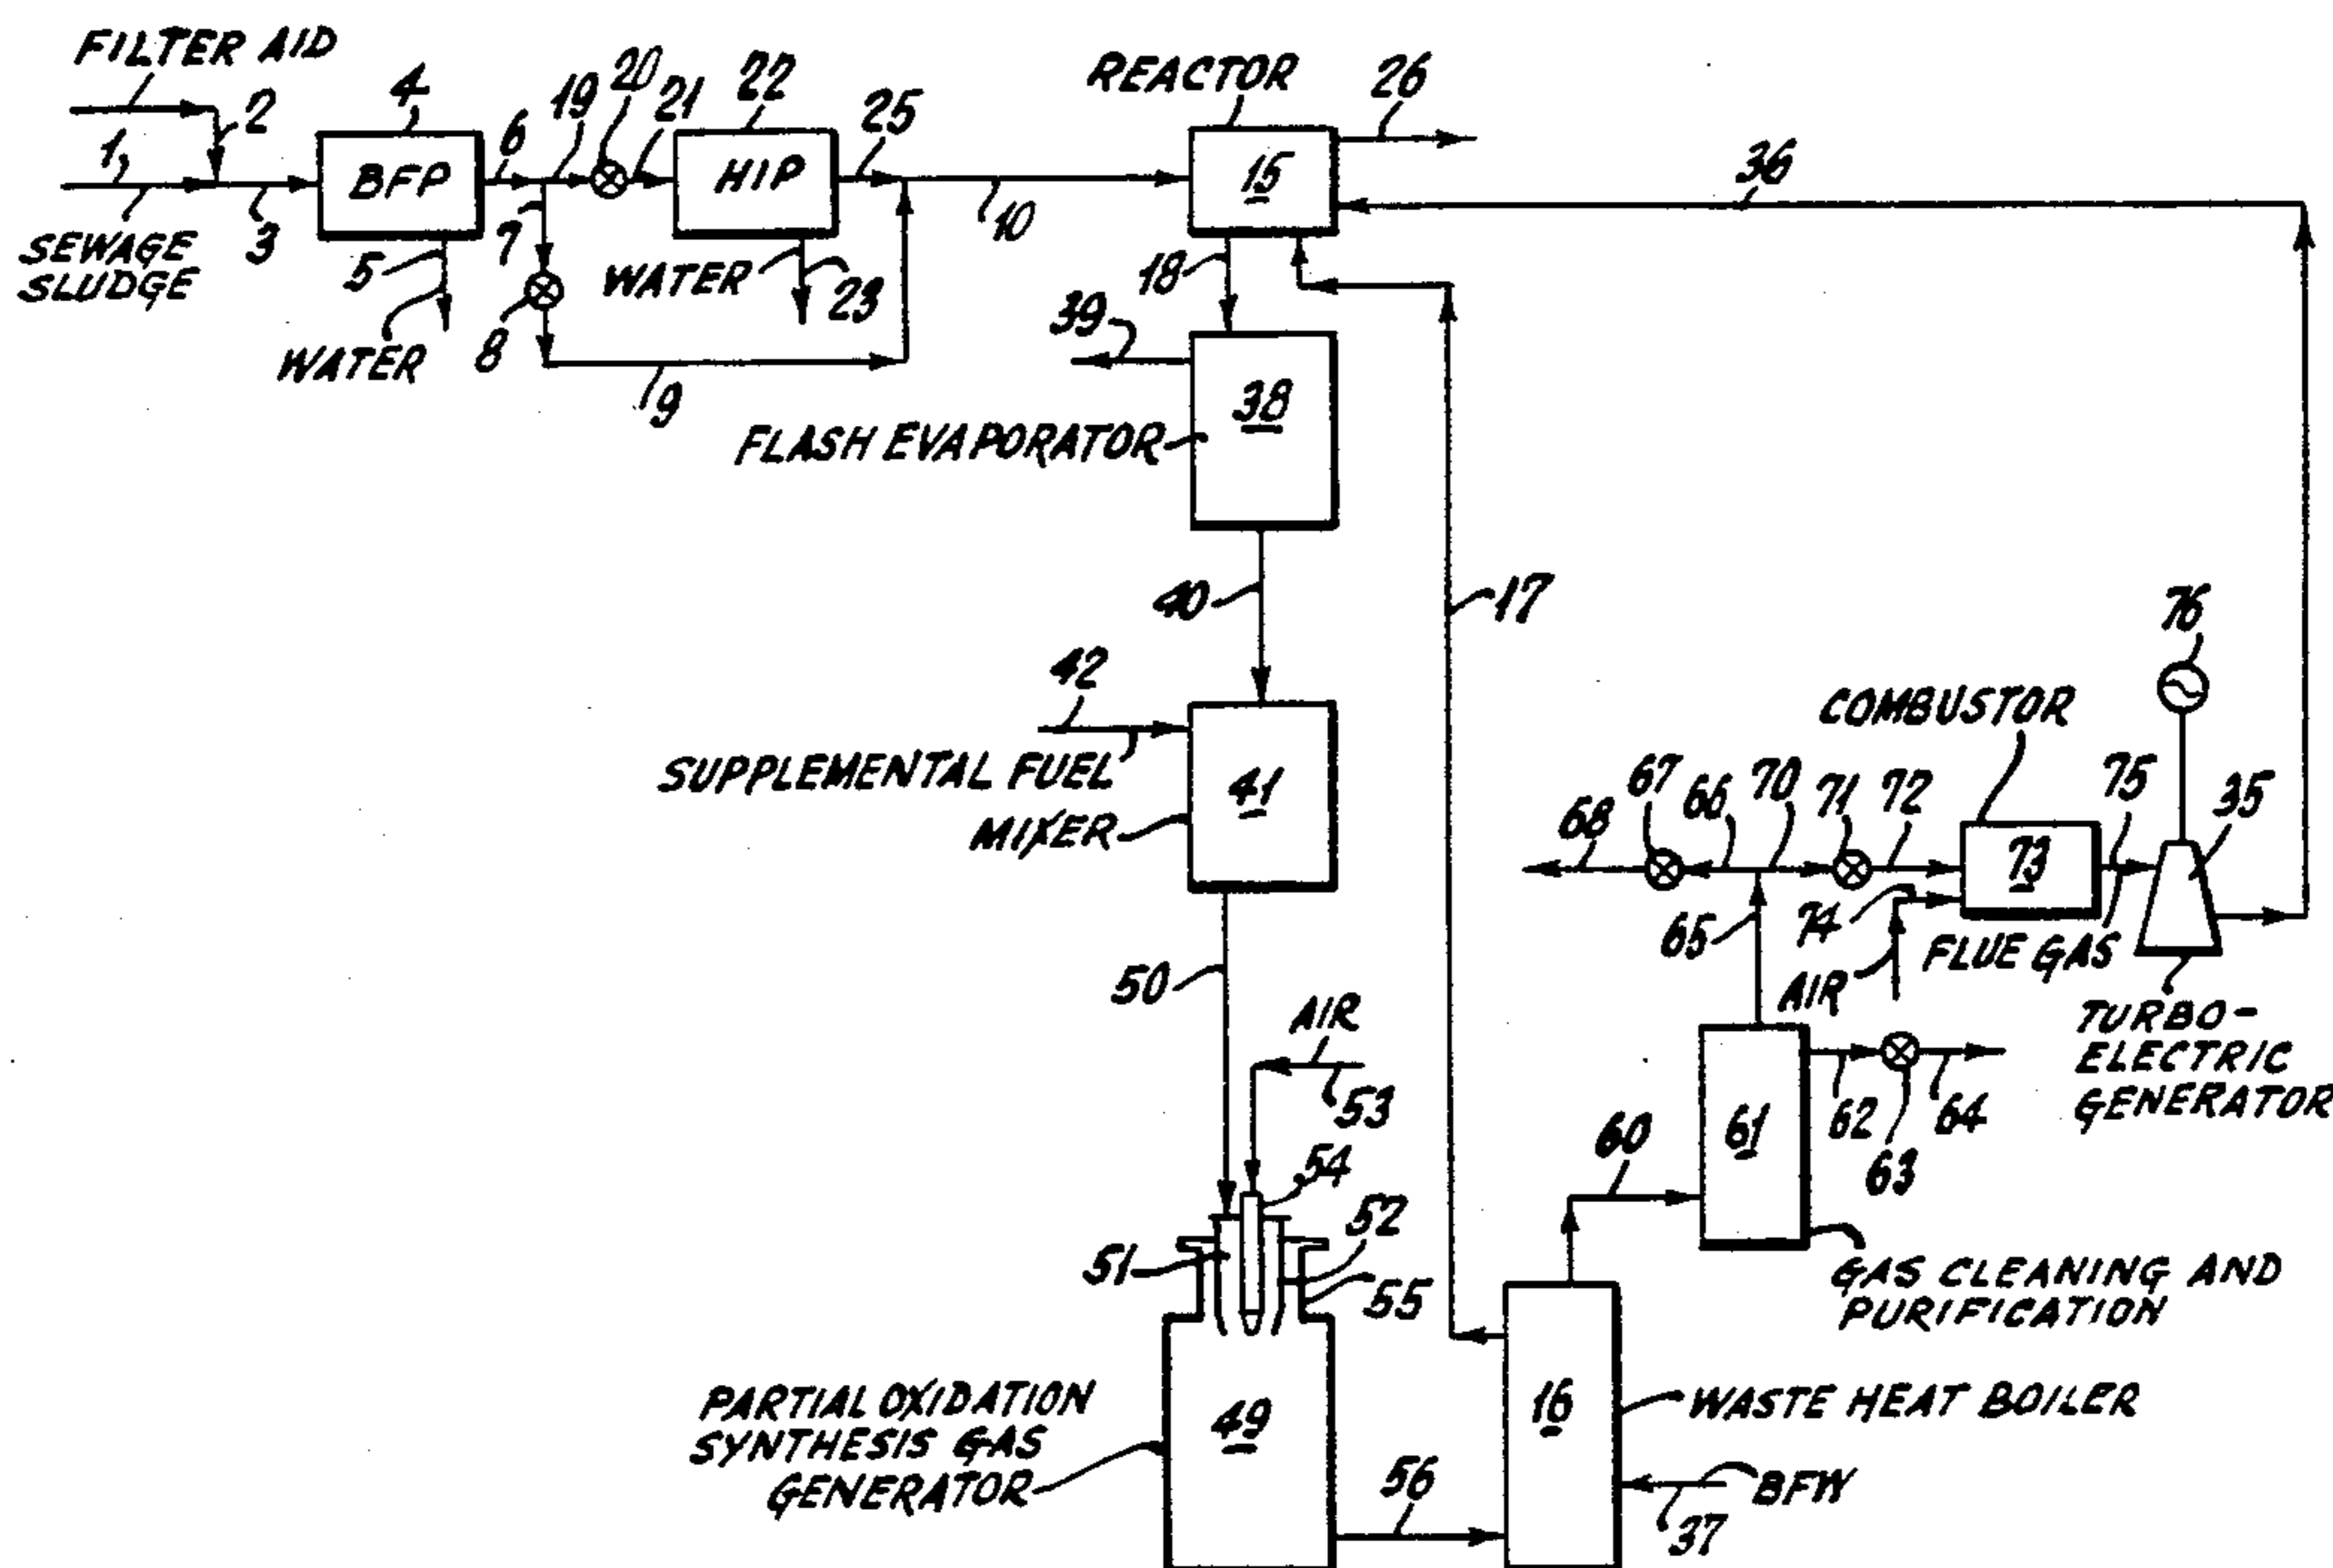 FILTER AID
2
1
SEWAGE
SLUDGE
3
4
BFP
5
WATER
6
19
20
21
7
8
9
22
HIP
WATER
23
25
10
REACTOR
15
26
36
18
39
38
FLASH EVAPORATOR
40
17
42
SUPPLEMENTAL FUEL
MIXER
41
50
AIR
53
54
51
52
55
PARTIAL OXIDATION
SYNTHESIS GAS
GENERATOR
49
56
16
WASTE HEAT BOILER
BFW
37
60
61
GAS CLEANING AND
PURIFICATION
62
63
64
65
68
67
66
70
71
72
74
AIR
COMBUSTOR
73
FLUE GAS
75
35
76
TURBO-
ELECTRIC
GENERATOR